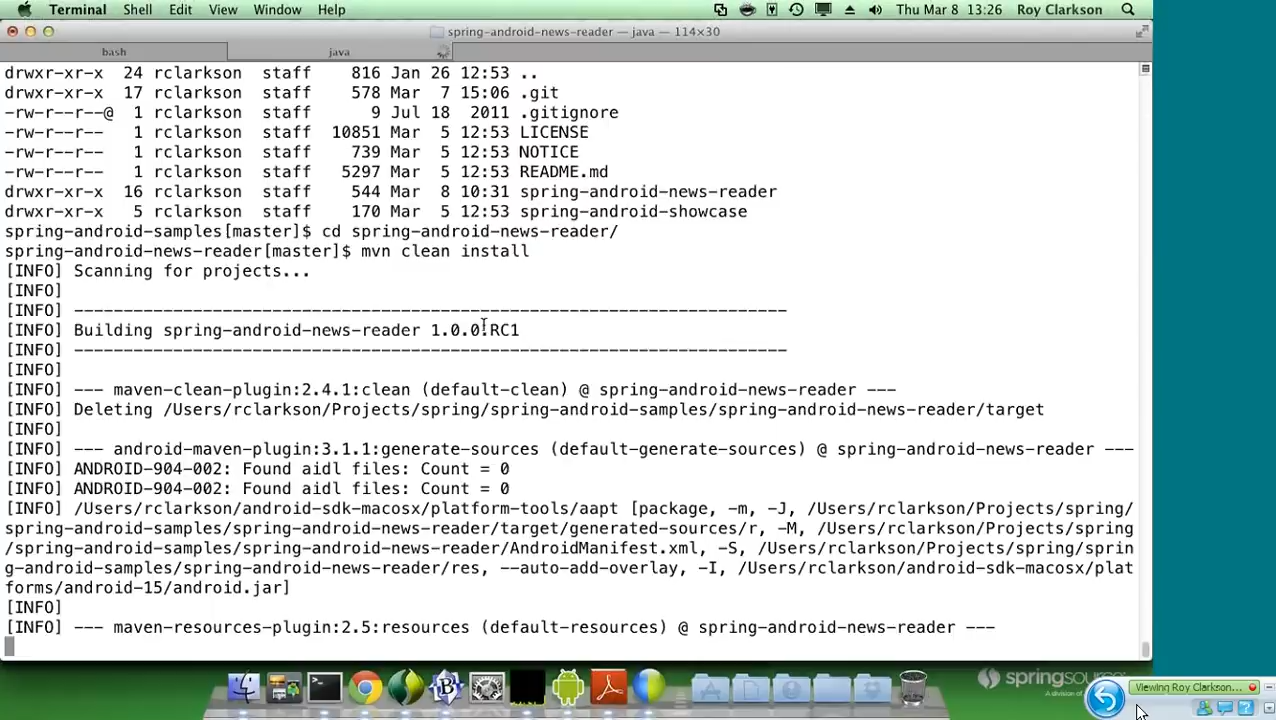 Terminal Shell Edit View Window Help Thu Mar 8 13:26 Roy Clarkson
spring-android-news-reader — java — 114×30
bash java
drwxr-xr-x 24 rclarkson staff 816 Jan 26 12:53 ..
drwxr-xr-x 17 rclarkson staff 578 Mar 7 15:06 .git
-rw-r--r--@ 1 rclarkson staff 9 Jul 18 2011 .gitignore
-rw-r--r-- 1 rclarkson staff 10851 Mar 5 12:53 LICENSE
-rw-r--r-- 1 rclarkson staff 739 Mar 5 12:53 NOTICE
-rw-r--r-- 1 rclarkson staff 5297 Mar 5 12:53 README.md
drwxr-xr-x 16 rclarkson staff 544 Mar 8 10:31 spring-android-news-reader
drwxr-xr-x 5 rclarkson staff 170 Mar 5 12:53 spring-android-showcase
spring-android-samples[master]$ cd spring-android-news-reader/
spring-android-news-reader[master]$ mvn clean install
[INFO] Scanning for projects...
[INFO]
[INFO] ------------------------------------------------------------------------
[INFO] Building spring-android-news-reader 1.0.0.RC1
[INFO] ------------------------------------------------------------------------
[INFO]
[INFO] --- maven-clean-plugin:2.4.1:clean (default-clean) @ spring-android-news-reader ---
[INFO] Deleting /Users/rclarkson/Projects/spring/spring-android-samples/spring-android-news-reader/target
[INFO]
[INFO] --- android-maven-plugin:3.1.1:generate-sources (default-generate-sources) @ spring-android-news-reader ---
[INFO] ANDROID-904-002: Found aidl files: Count = 0
[INFO] ANDROID-904-002: Found aidl files: Count = 0
[INFO] /Users/rclarkson/android-sdk-macosx/platform-tools/aapt [package, -m, -J, /Users/rclarkson/Projects/spring/
spring-android-samples/spring-android-news-reader/target/generated-sources/r, -M, /Users/rclarkson/Projects/spring
/spring-android-samples/spring-android-news-reader/AndroidManifest.xml, -S, /Users/rclarkson/Projects/spring/sprin
g-android-samples/spring-android-news-reader/res, --auto-add-overlay, -I, /Users/rclarkson/android-sdk-macosx/plat
forms/android-15/android.jar]
[INFO]
[INFO] --- maven-resources-plugin:2.5:resources (default-resources) @ spring-android-news-reader ---
springsource
A division of
Viewing Roy Clarkson...